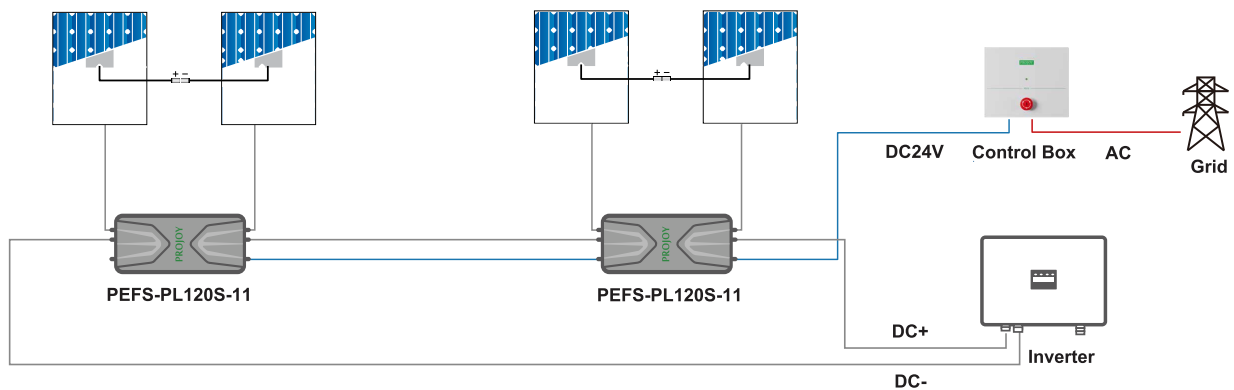 + -
+ -
DC24V
Control Box
AC
Grid
PROJOY
PROJOY
PEFS-PL120S-11
PEFS-PL120S-11
DC+
Inverter
DC-